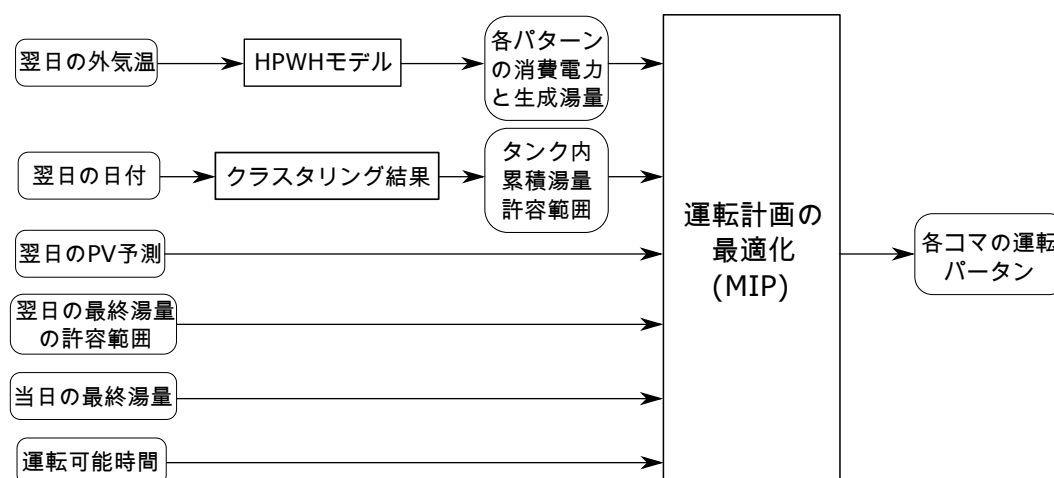 翌日の外気温
HPWHモデル
各パターン
の消費電力
と生成湯量
翌日の日付
クラスタリング結果
タンク内
累積湯量
許容範囲
翌日のPV予測
翌日の最終湯量
の許容範囲
当日の最終湯量
運転可能時間
運転計画の
最適化
(MIP)
各コマの運転
パータン